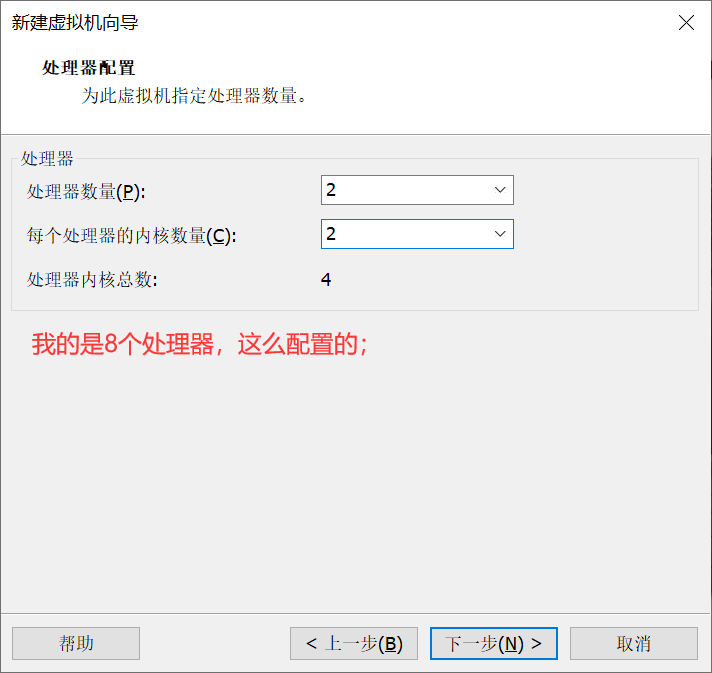 新建虚拟机向导
处理器配置
为此虚拟机指定处理器数量。
处理器
处理器数量(P): 2
每个处理器的内核数量(C): 2
处理器内核总数: 4
我的是8个处理器，这么配置的；
帮助 < 上一步(B) 下一步(N) > 取消